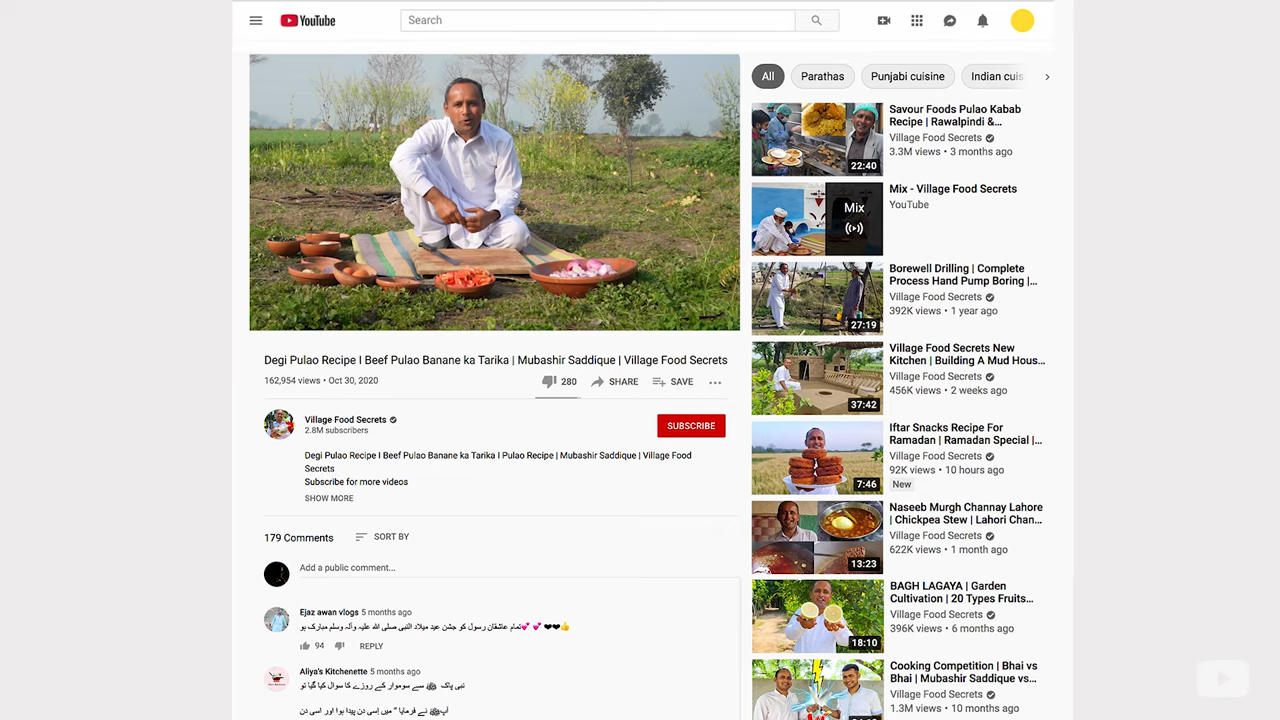 YouTube
Search
Degi Pulao Recipe I Beef Pulao Banane ka Tarika | Mubashir Saddique | Village Food Secrets
162,954 views • Oct 30, 2020
280
SHARE
SAVE
Village Food Secrets
2.8M subscribers
SUBSCRIBE
Degi Pulao Recipe I Beef Pulao Banane ka Tarika I Pulao Recipe | Mubashir Saddique | Village Food
Secrets
Subscribe for more videos
SHOW MORE
179 Comments
SORT BY
Add a public comment...
Ejaz awan vlogs 5 months ago
تمام عاشقان رسول کو جشن عید میلاد النبی صلی اللہ علیہ وآلہ وسلم مبارک ہو💞 💕 ❤❤👍
94
REPLY
Aliya's Kitchenette 5 months ago
نبی پاک ﷺ سے سوموار کے روزے کا سوال کیا گیا تو
آپﷺ نے فرمایا " میں اِسی دن پیدا ہوا اور اسی دن
All
Parathas
Punjabi cuisine
Indian cuis
Savour Foods Pulao Kabab
Recipe | Rawalpindi &...
Village Food Secrets
3.3M views • 3 months ago
22:40
Mix - Village Food Secrets
YouTube
Mix
Borewell Drilling | Complete
Process Hand Pump Boring |...
Village Food Secrets
392K views • 1 year ago
27:19
Village Food Secrets New
Kitchen | Building A Mud Hous...
Village Food Secrets
456K views • 2 weeks ago
37:42
Iftar Snacks Recipe For
Ramadan | Ramadan Special |...
Village Food Secrets
92K views • 10 hours ago
New
7:46
Naseeb Murgh Channay Lahore
| Chickpea Stew | Lahori Chan...
Village Food Secrets
622K views • 1 month ago
13:23
BAGH LAGAYA | Garden
Cultivation | 20 Types Fruits...
Village Food Secrets
396K views • 6 months ago
18:10
Cooking Competition | Bhai vs
Bhai | Mubashir Saddique vs...
Village Food Secrets
1.3M views • 10 months ago